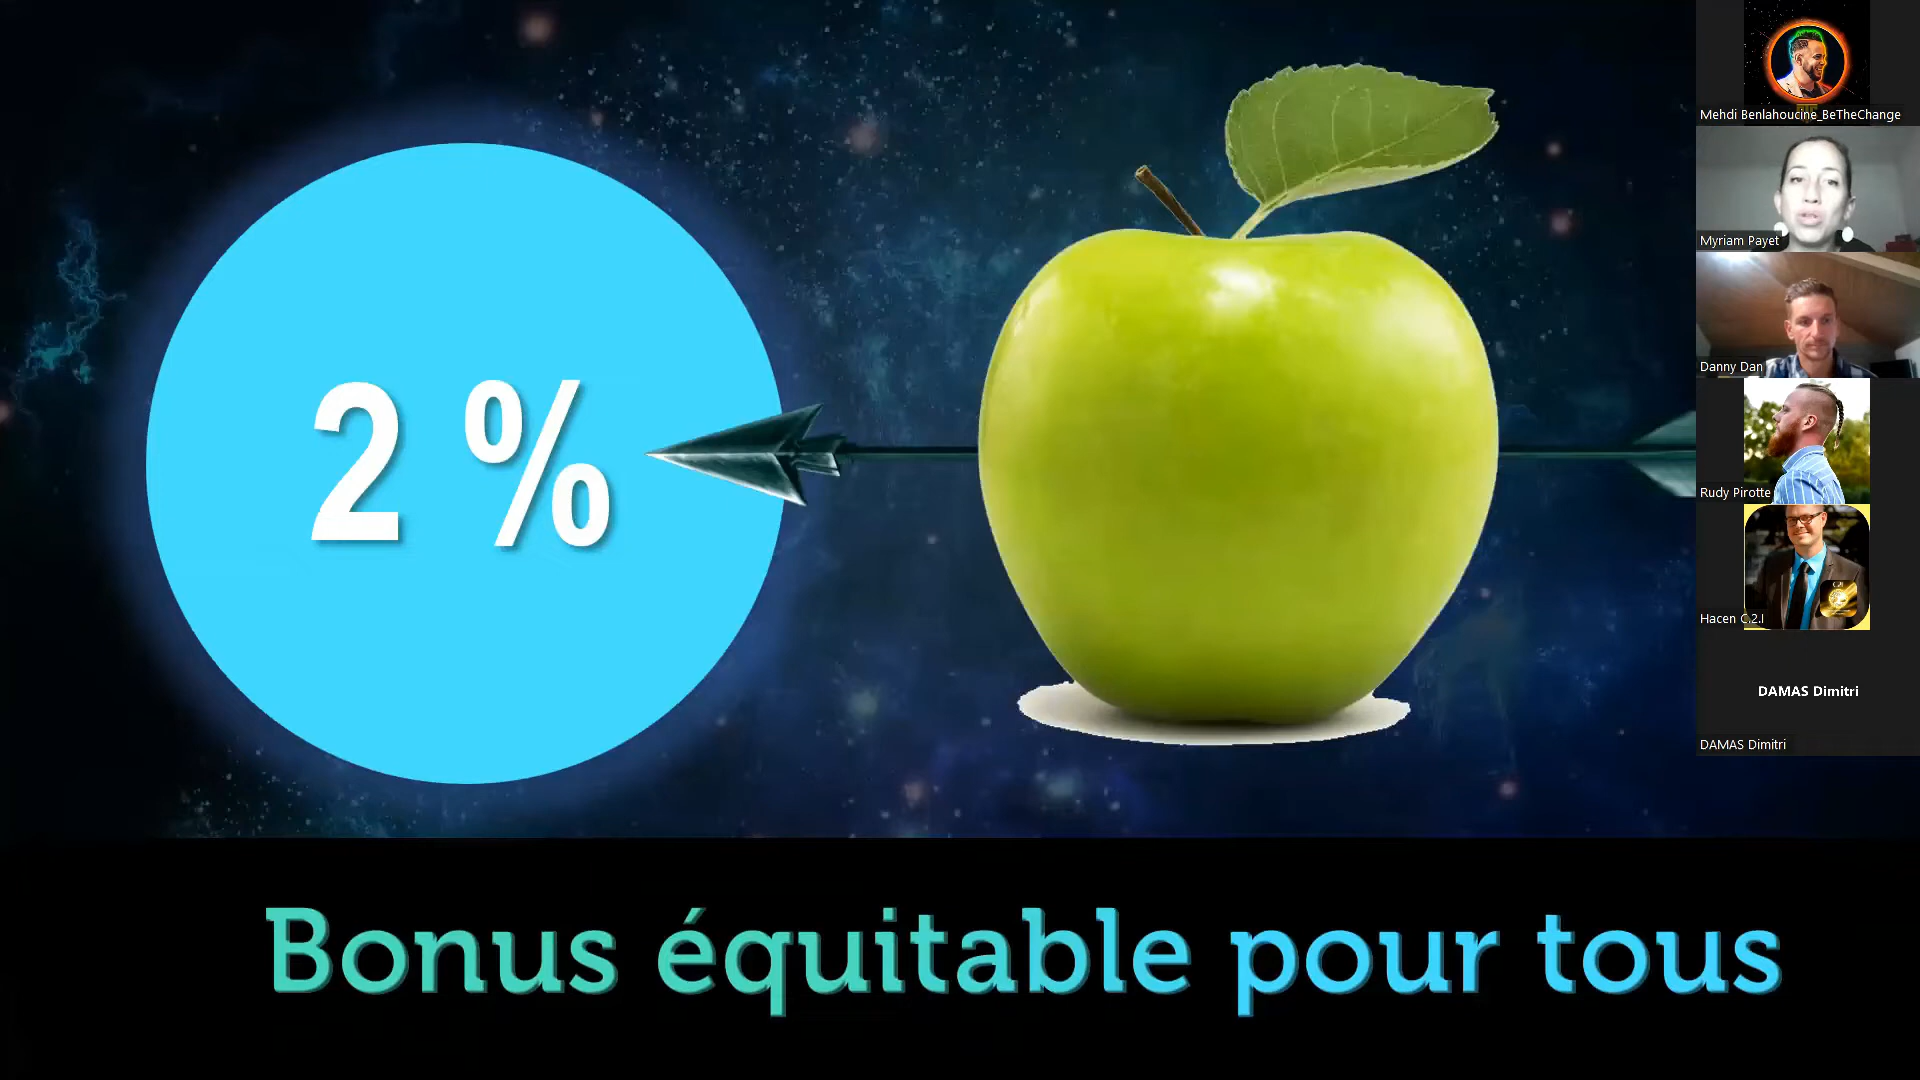 2 %
Bonus équitable pour tous
Mehdi Benlahoucine_BeTheChange
Myriam Payet
Danny Dan
Rudy Pirotte
Hacen C.2.I
DAMAS Dimitri
DAMAS Dimitri